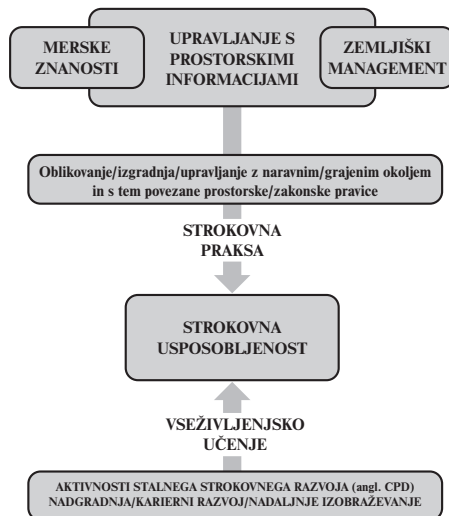 MERSKE
ZNANOSTI
UPRAVLJANJE S
PROSTORSKIMI
INFORMACIJAMI
ZEMLJIŠKI
MANAGEMENT
Oblikovanje/izgradnja/upravljanje z naravnim/grajenim okoljem
in s tem povezane prostorske/zakonske pravice
STROKOVNA
PRAKSA
STROKOVNA
USPOSOBLJENOST
VSEŽIVLJENJSKO
UČENJE
AKTIVNOSTI STALNEGA STROKOVNEGA RAZVOJA (angl. CPD)
NADGRADNJA/KARIERNI RAZVOJ/NADALJNJE IZOBRAŽEVANJE